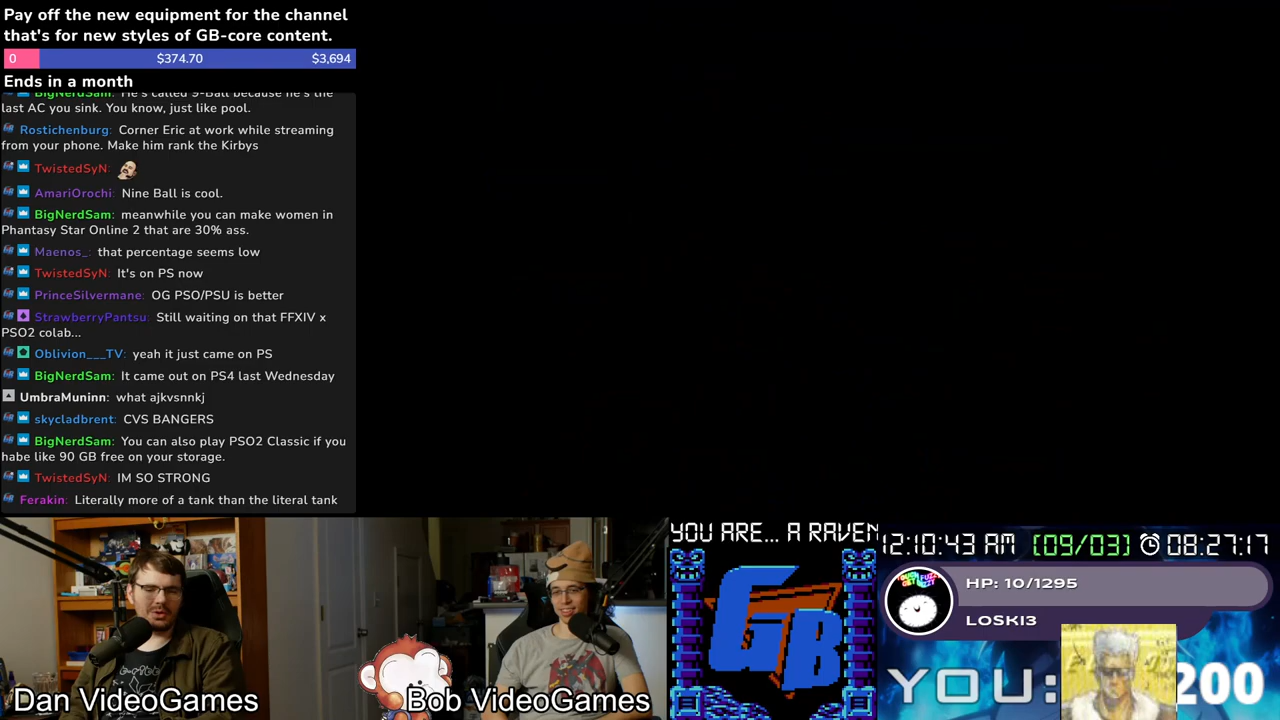 Pay off the new equipment for the channel
that's for new styles of GB-core content.
0 $374.70 $3,694
Ends in a month
BigNerdSam: He's called 9-Ball because he's the
last AC you sink. You know, just like pool.
Rostichenburg: Corner Eric at work while streaming
from your phone. Make him rank the Kirbys
TwistedSyN:
AmariOrochi: Nine Ball is cool.
BigNerdSam: meanwhile you can make women in
Phantasy Star Online 2 that are 30% ass.
Maenos_: that percentage seems low
TwistedSyN: It's on PS now
PrinceSilvermane: OG PSO/PSU is better
StrawberryPantsu: Still waiting on that FFXIV x
PSO2 colab...
Oblivion___TV: yeah it just came on PS
BigNerdSam: It came out on PS4 last Wednesday
UmbraMuninn: what ajkvsnnkj
skycladbrent: CVS BANGERS
BigNerdSam: You can also play PSO2 Classic if you
habe like 90 GB free on your storage.
TwistedSyN: IM SO STRONG
Ferakin: Literally more of a tank than the literal tank
YOU ARE... A RAVEN
12:10:43 AM [09/03] 08:27:17
HP: 10/1295
LOSKI3
GB
YOU: 200
Dan VideoGames
Bob VideoGames